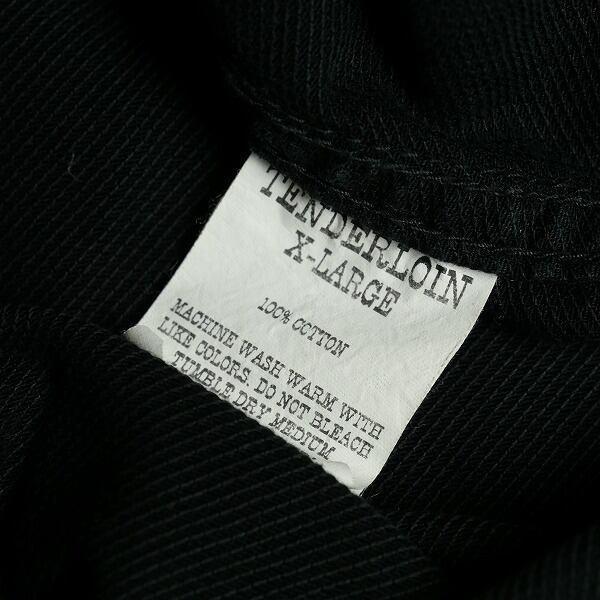 TENDERLOIN
X-LARGE
100% COTTON
MACHINE WASH WARM WITH
LIKE COLORS. DO NOT BLEACH
TUMBLE DRY MEDIUM